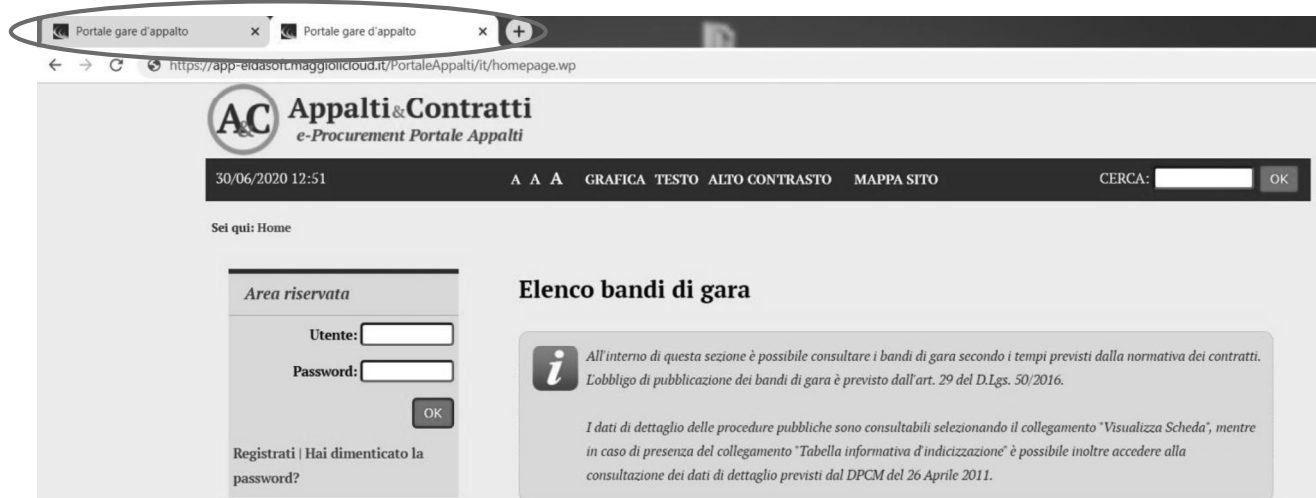 Portale gare d'appalto
Portale gare d'appalto
https://app-eldasoft.maggiolicloud.it/PortaleAppalti/it/homepage.wp
A&C Appalti&Contratti
e-Procurement Portale Appalti
30/06/2020 12:51 A A A GRAFICA TESTO ALTO CONTRASTO MAPPA SITO CERCA: OK
Sei qui: Home
Area riservata
Utente:
Password:
OK
Registrati | Hai dimenticato la
password?
Elenco bandi di gara
i
All'interno di questa sezione è possibile consultare i bandi di gara secondo i tempi previsti dalla normativa dei contratti.
L'obbligo di pubblicazione dei bandi di gara è previsto dall'art. 29 del D.Lgs. 50/2016.
I dati di dettaglio delle procedure pubbliche sono consultabili selezionando il collegamento "Visualizza Scheda", mentre
in caso di presenza del collegamento "Tabella informativa d'indicizzazione" è possibile inoltre accedere alla
consultazione dei dati di dettaglio previsti dal DPCM del 26 Aprile 2011.